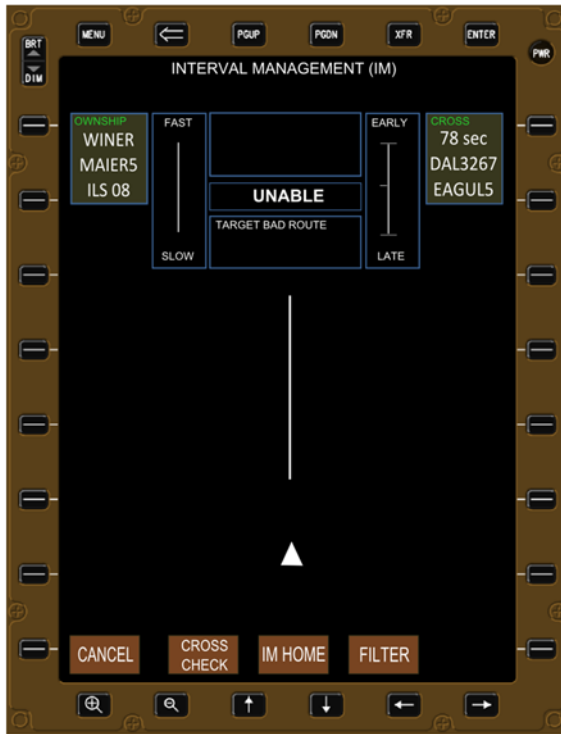 MENU
PGUP
PGDN
XFR
ENTER
BRT
DIM
PWR
INTERVAL MANAGEMENT (IM)
OWNSHIP
WINER
MAIER5
ILS 08
FAST
SLOW
UNABLE
TARGET BAD ROUTE
EARLY
LATE
CROSS
78 sec
DAL3267
EAGUL5
CANCEL
CROSS
CHECK
IM HOME
FILTER